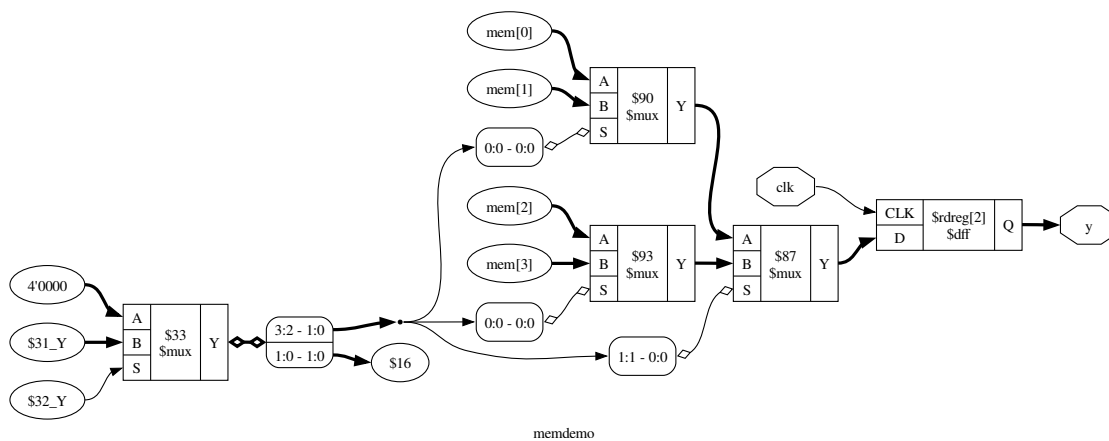 mem[0]
mem[1]
A
B
S
$90
$mux
Y
0:0 - 0:0
mem[2]
mem[3]
A
B
S
$93
$mux
Y
0:0 - 0:0
clk
A
B
S
$87
$mux
Y
CLK
D
$rdreg[2]
$dff
Q
y
4'0000
$31_Y
$32_Y
A
B
S
$33
$mux
Y
3:2 - 1:0
1:0 - 1:0
$16
1:1 - 0:0
memdemo